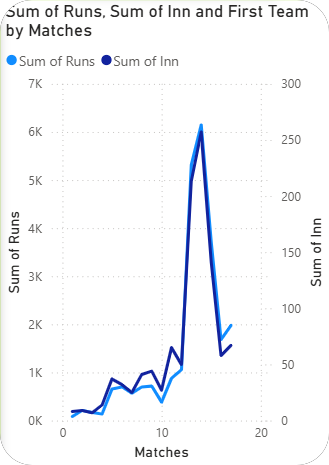 Sum of Runs, Sum of Inn and First Team
by Matches
Sum of Runs Sum of Inn
7K
6K
5K
4K
3K
2K
1K
0K
Sum of Runs
300
250
200
150
100
50
0
Sum of Inn
0 10 20
Matches